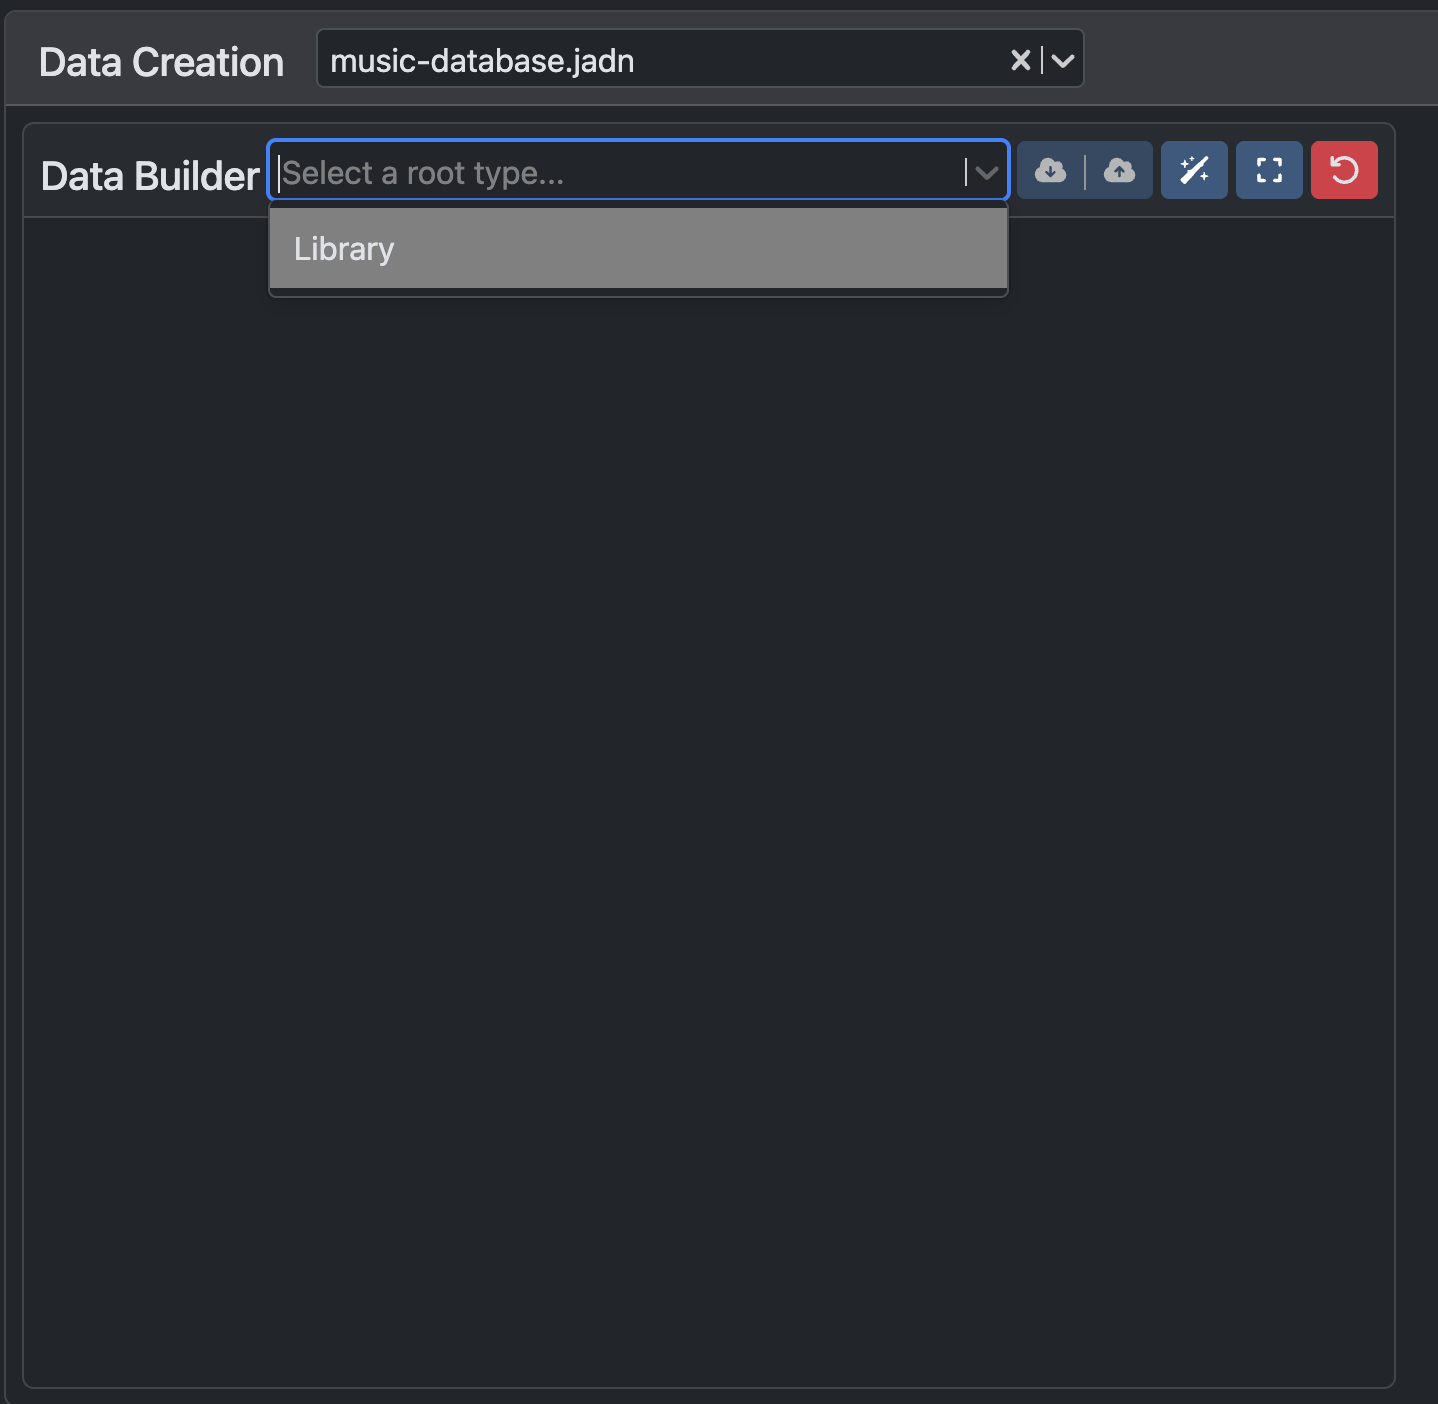 Data Creation
music-database.jadn
Data Builder
Select a root type...
Library